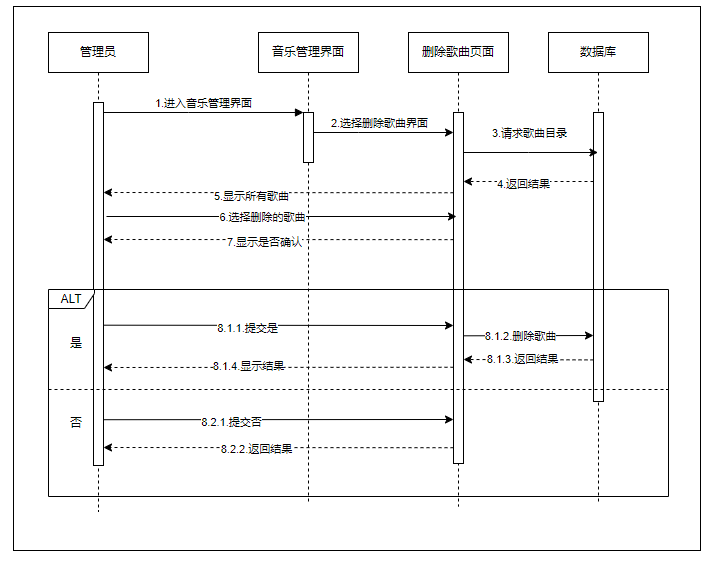 管理员
音乐管理界面
删除歌曲页面
数据库
1.进入音乐管理界面
2.选择删除歌曲界面
3.请求歌曲目录
4.返回结果
5.显示所有歌曲
6.选择删除的歌曲
7.显示是否确认
ALT
是
8.1.1.提交是
8.1.2.删除歌曲
8.1.3.返回结果
8.1.4.显示结果
否
8.2.1.提交否
8.2.2.返回结果